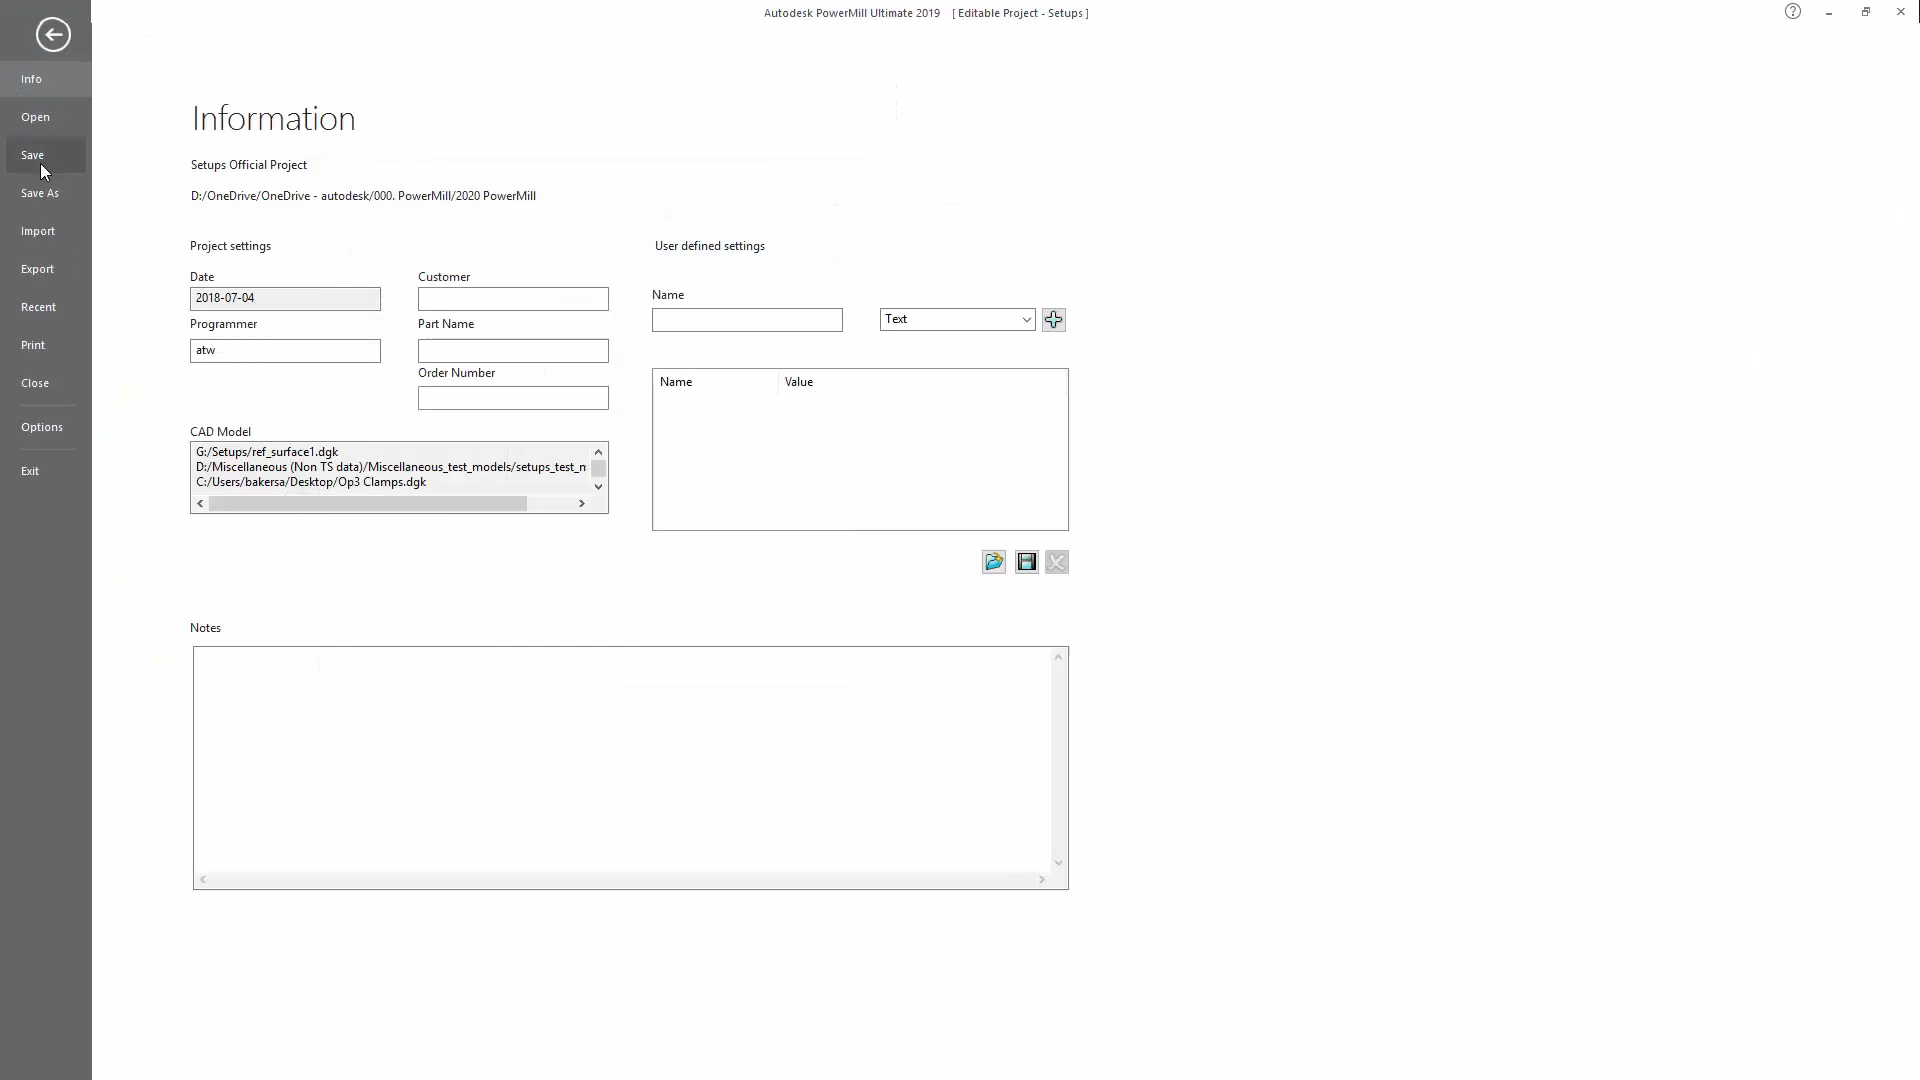 Autodesk PowerMill Ultimate 2019 [ Editable Project - Setups ]
Info
Open
Save
Save As
Import
Export
Recent
Print
Close
Options
Exit
Information
Setups Official Project
D:/OneDrive/OneDrive - autodesk/000. PowerMill/2020 PowerMill
Project settings
Date
2018-07-04
Programmer
atw
Customer
Part Name
Order Number
CAD Model
G:/Setups/ref_surface1.dgk
D:/Miscellaneous (Non TS data)/Miscellaneous_test_models/setups_test_m
C:/Users/bakersa/Desktop/Op3 Clamps.dgk
User defined settings
Name
Text
Name Value
Notes